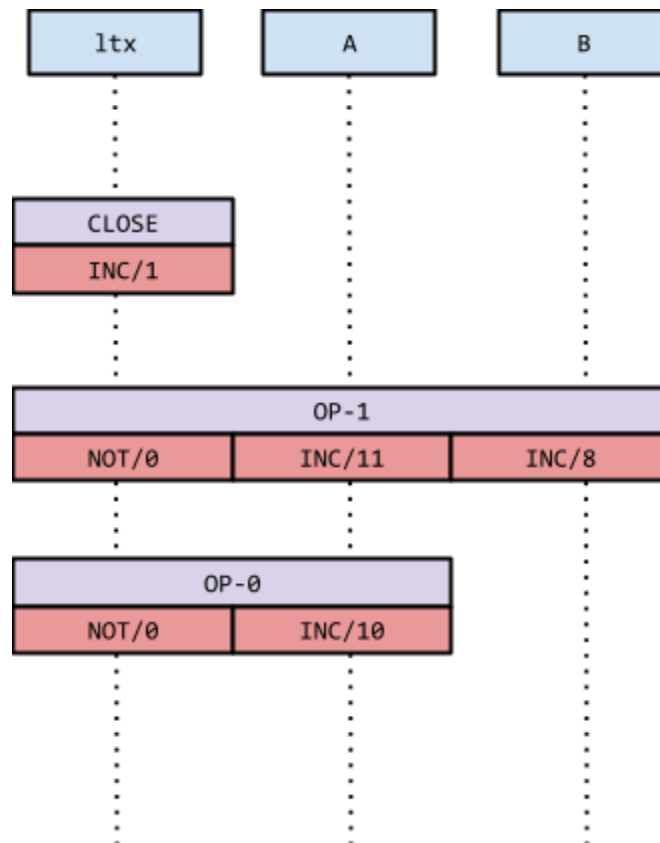 ltx A B
CLOSE
INC/1
OP-1
NOT/0 INC/11 INC/8
OP-0
NOT/0 INC/10